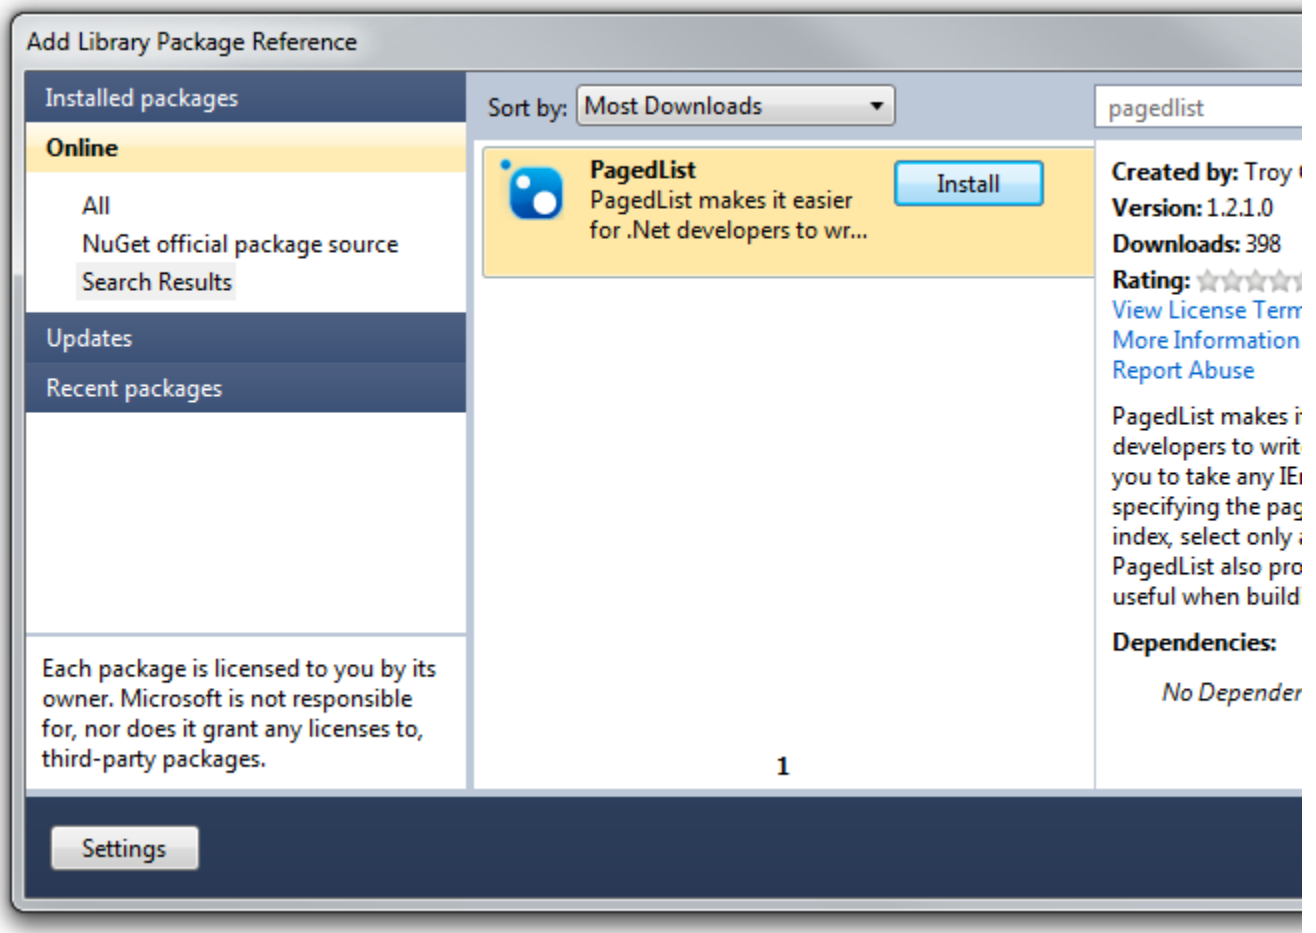 Add Library Package Reference
Installed packages
Online
All
NuGet official package source
Search Results
Updates
Recent packages
Each package is licensed to you by its
owner. Microsoft is not responsible
for, nor does it grant any licenses to,
third-party packages.
Settings
Sort by: Most Downloads
PagedList
PagedList makes it easier
for .Net developers to wr...
Install
1
pagedlist
Created by: Troy
Version: 1.2.1.0
Downloads: 398
Rating:
View License
More Information
Report Abuse
PagedList makes
developers to
you to take any
specifying the
index, select only
PagedList also
useful when
Dependencies:
No